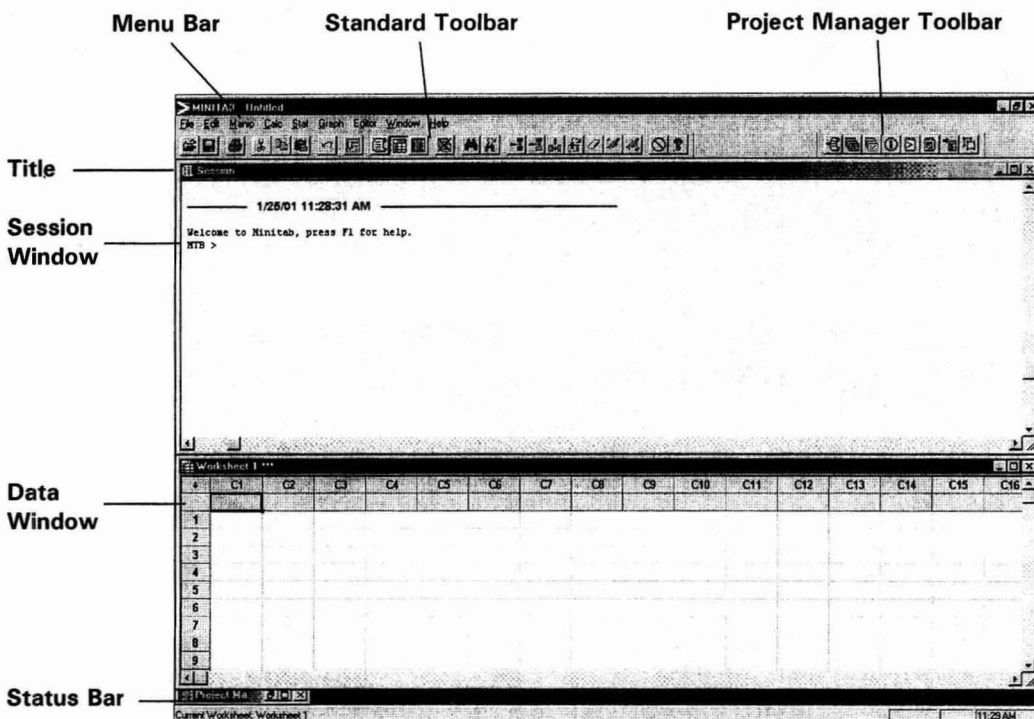 Menu Bar Standard Toolbar Project Manager Toolbar
MINITAB - Untitled
File Edit Manip Calc Stat Graph Editor Window Help
Title
Session
1/25/01 11:28:31 AM
Session Window
Welcome to Minitab, press F1 for help.
MTB >
Worksheet 1 ***
C1 C2 C3 C4 C5 C6 C7 C8 C9 C10 C11 C12 C13 C14 C15 C16
Data Window
1
2
3
4
5
6
7
8
9
Status Bar
Project Ma...
Current Worksheet: Worksheet 1 11:29 AM